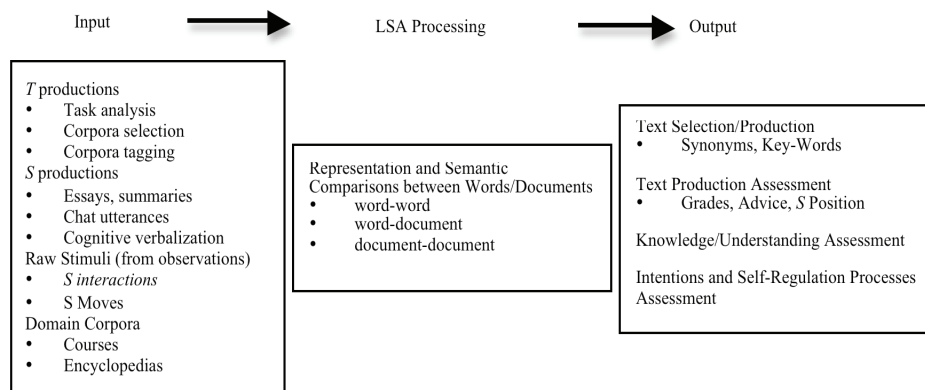 Input
LSA Processing
Output
T productions
• Task analysis
• Corpora selection
• Corpora tagging
S productions
• Essays, summaries
• Chat utterances
• Cognitive verbalization
Raw Stimuli (from observations)
• S interactions
• S Moves
Domain Corpora
• Courses
• Encyclopedias
Representation and Semantic
Comparisons between Words/Documents
• word-word
• word-document
• document-document
Text Selection/Production
• Synonyms, Key-Words
Text Production Assessment
• Grades, Advice, S Position
Knowledge/Understanding Assessment
Intentions and Self-Regulation Processes
Assessment